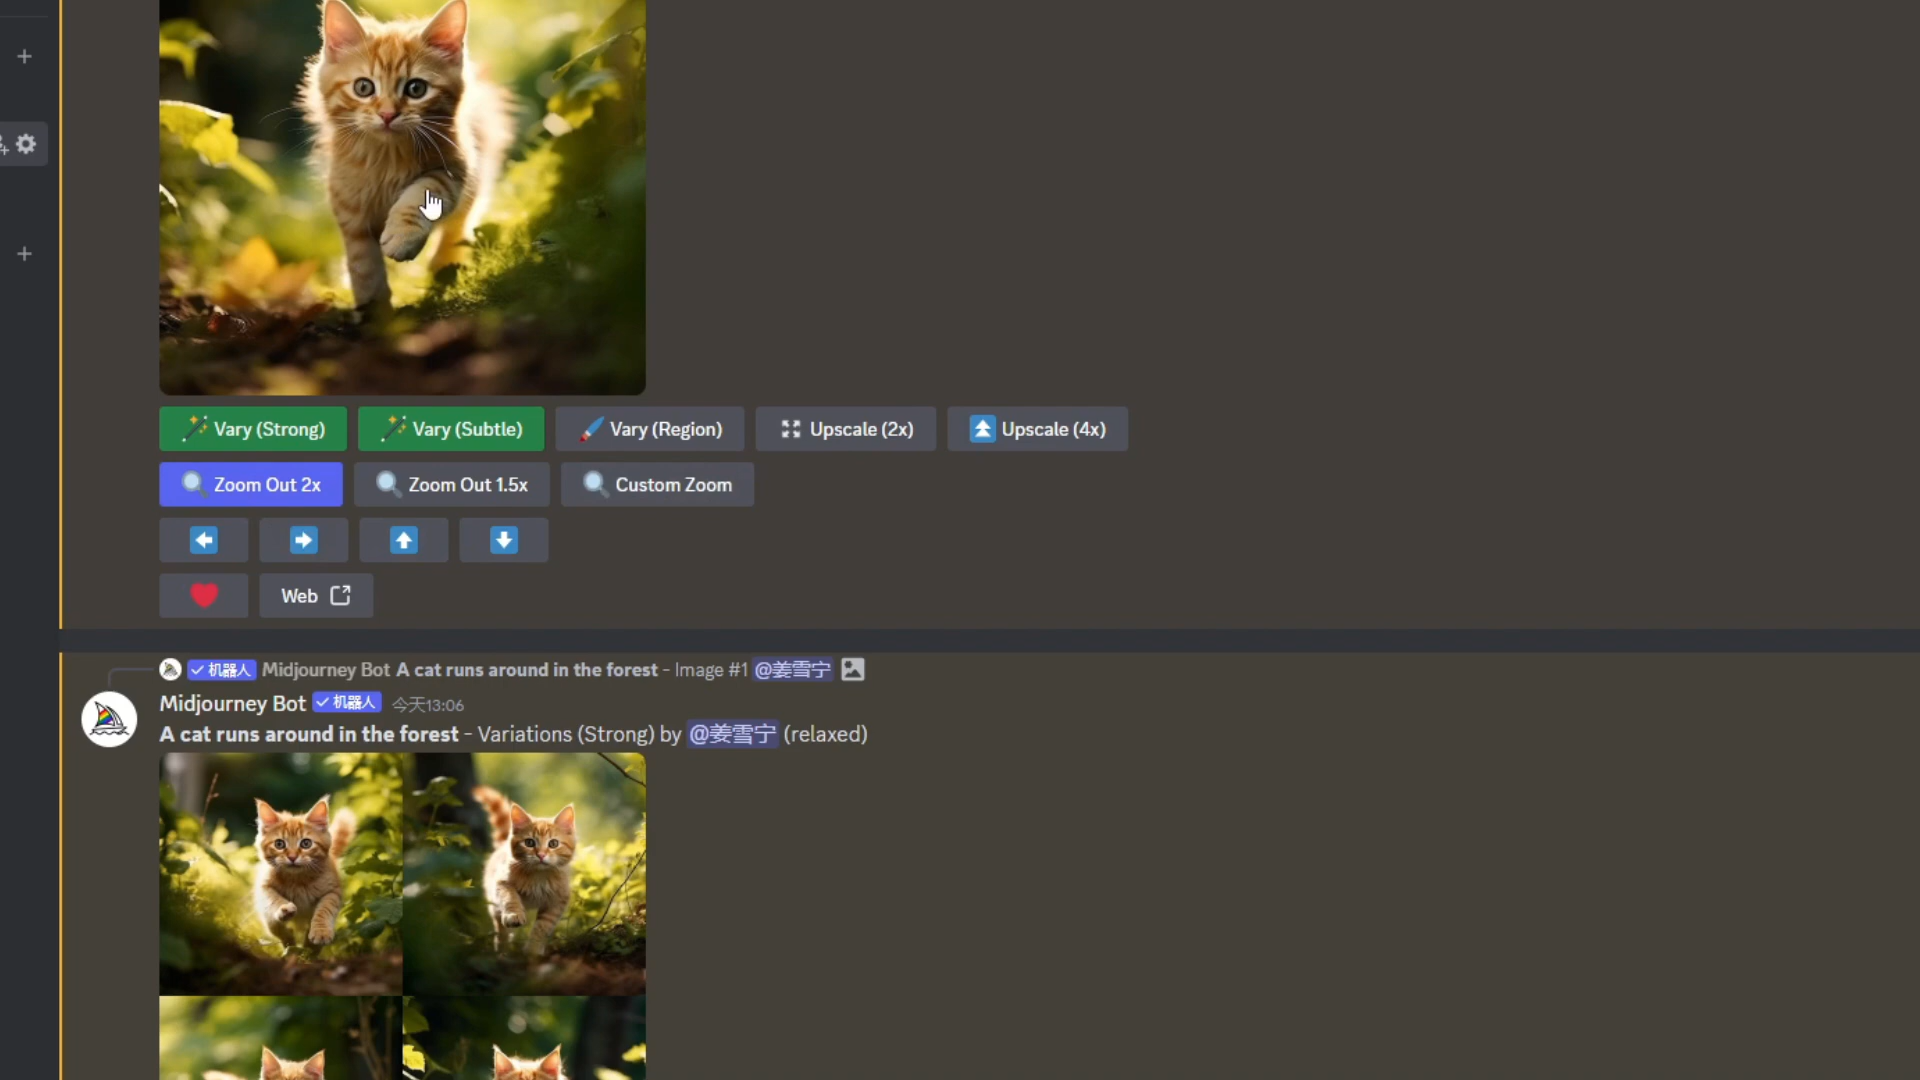 Vary (Strong) Vary (Subtle) Vary (Region) Upscale (2x) Upscale (4x)
Zoom Out 2x Zoom Out 1.5x Custom Zoom
Web
机器人 Midjourney Bot A cat runs around in the forest - Image #1 @姜雪宁
Midjourney Bot 机器人 今天13:06
A cat runs around in the forest - Variations (Strong) by @姜雪宁 (relaxed)